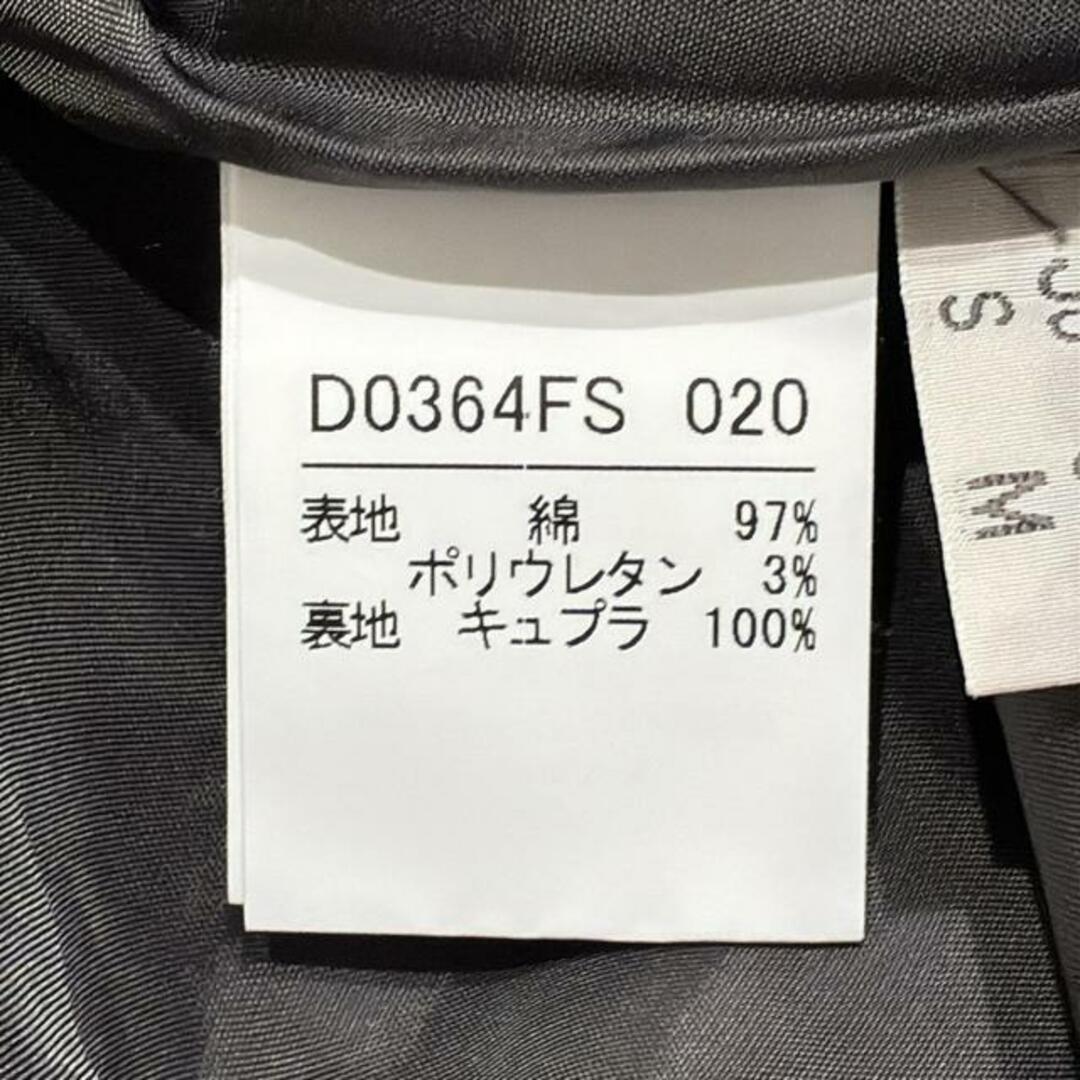 D0364FS 020
表地 綿 97%
ポリウレタン 3%
裏地 キュプラ 100%
S
M